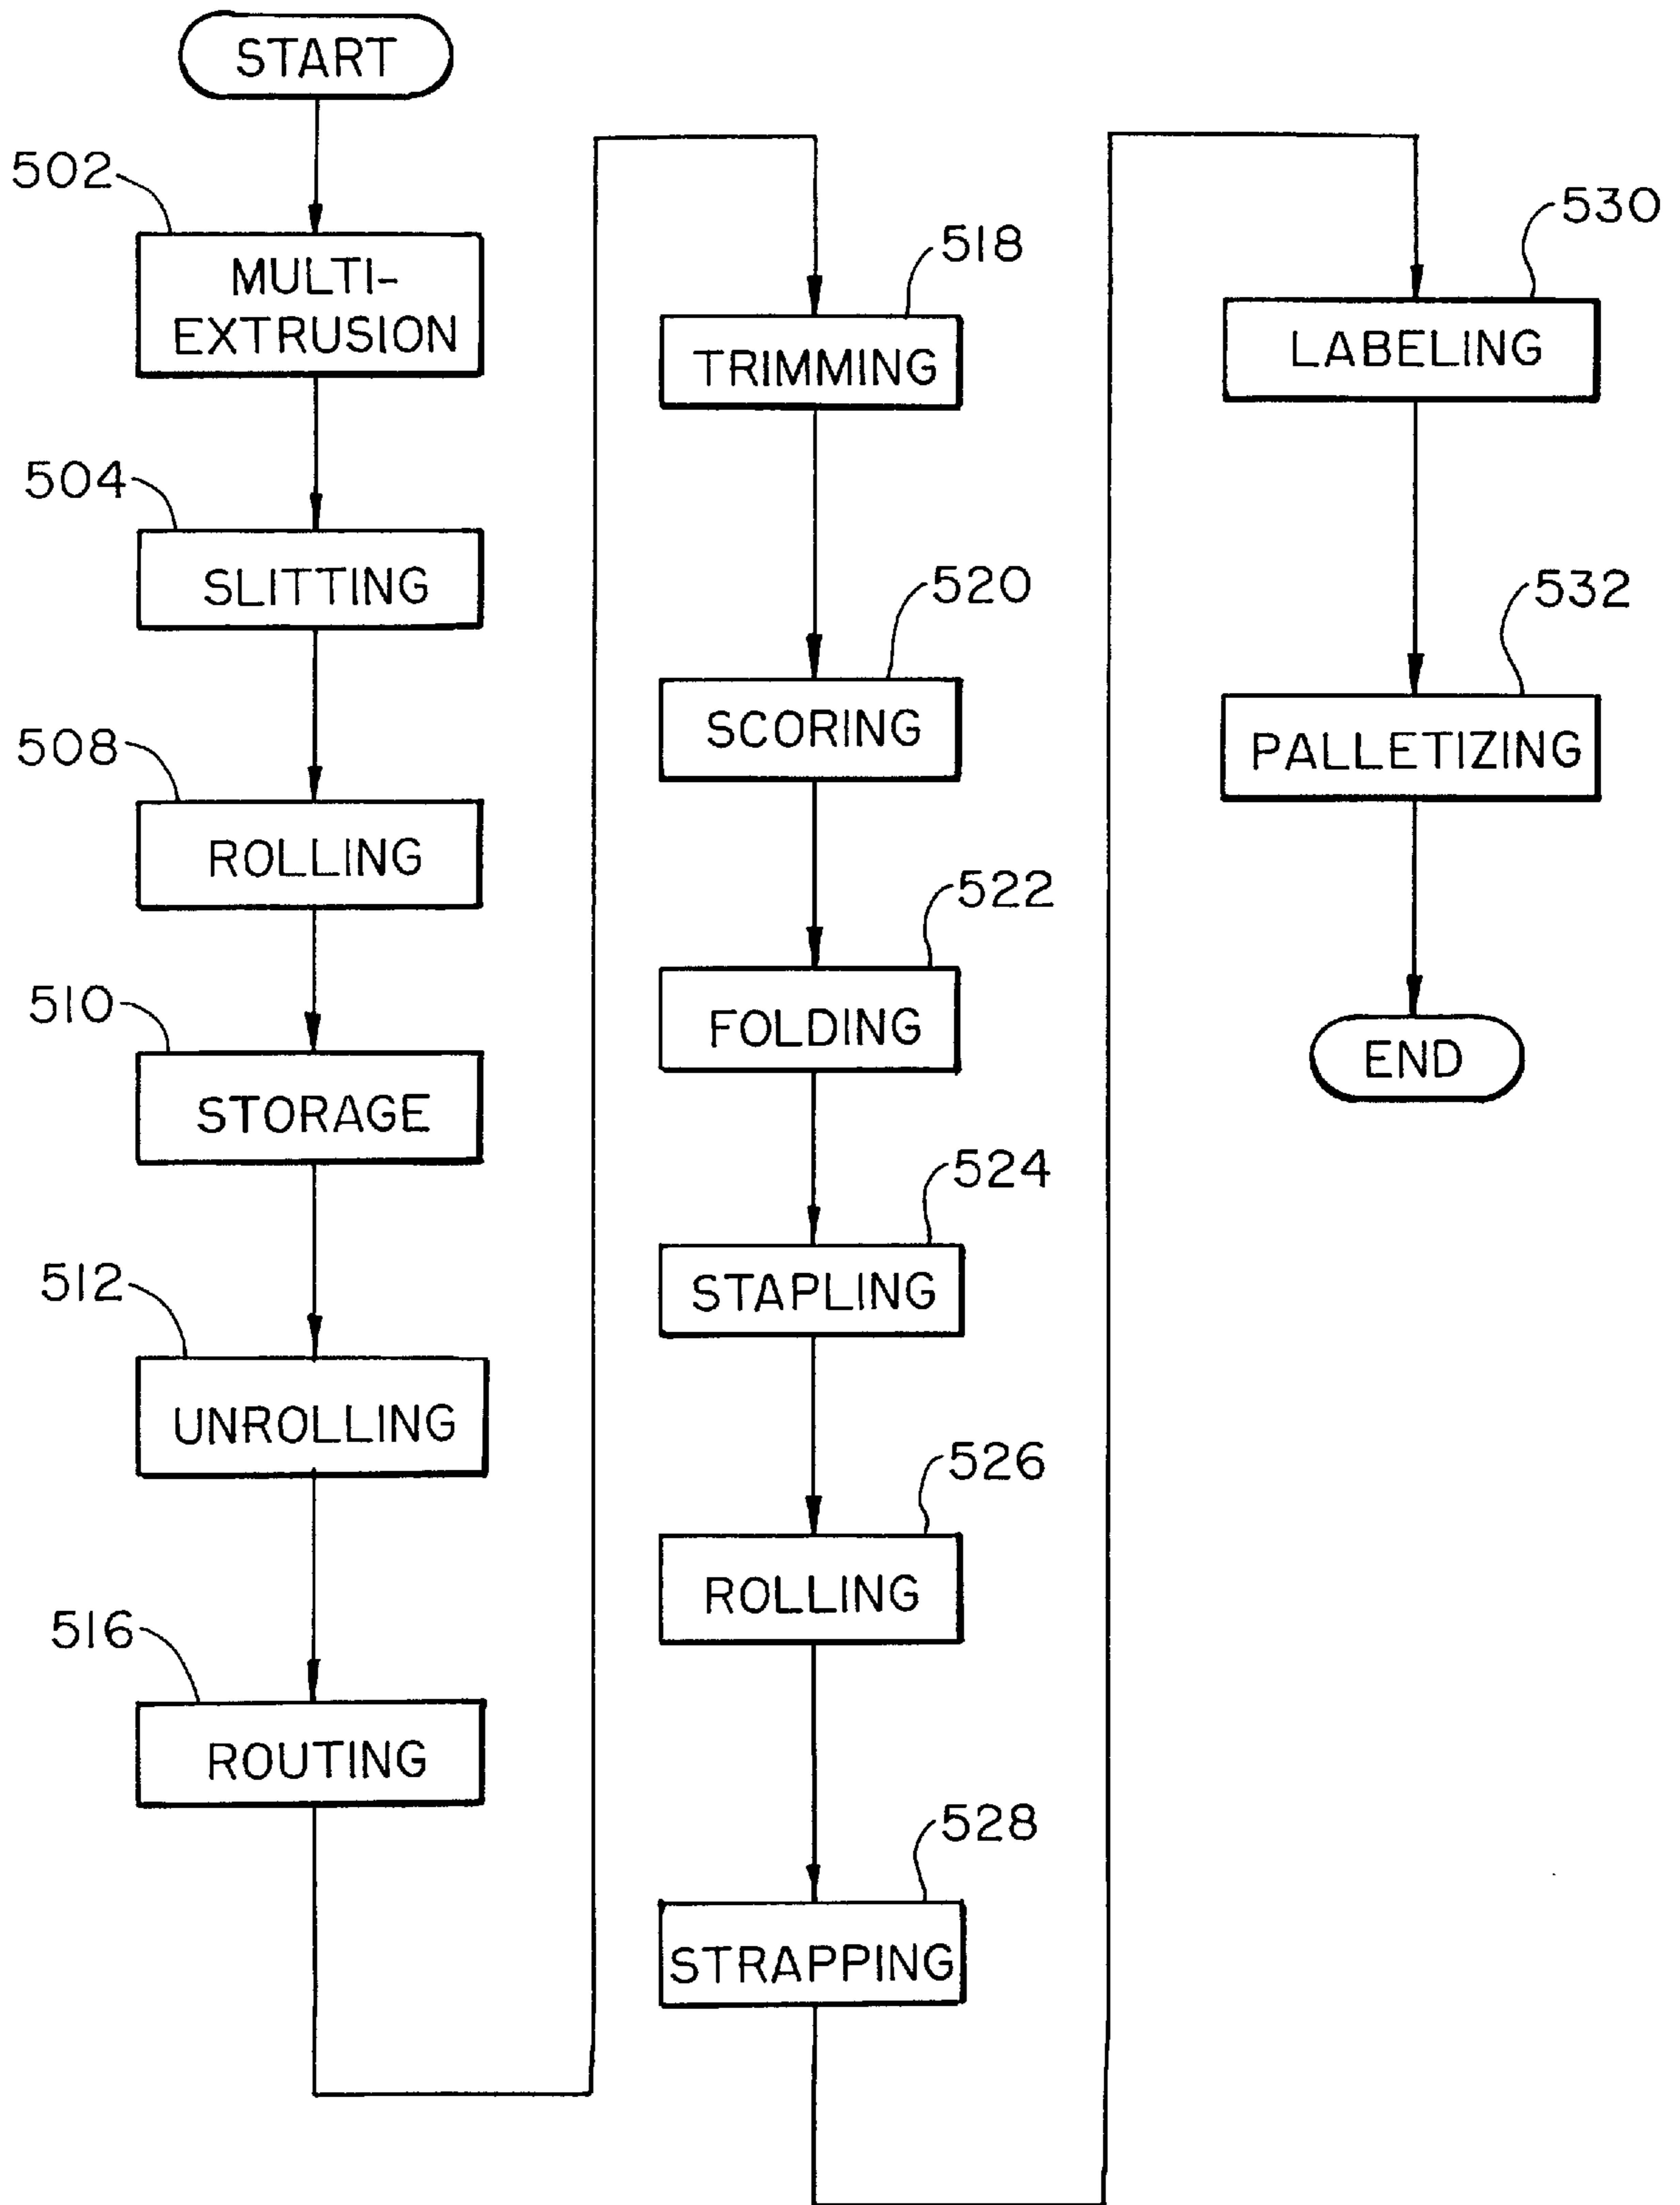 START
502
MULTI-
EXTRUSION
504
SLITTING
508
ROLLING
510
STORAGE
512
UNROLLING
516
ROUTING
518
TRIMMING
520
SCORING
522
FOLDING
524
STAPLING
526
ROLLING
528
STRAPPING
530
LABELING
532
PALLETIZING
END